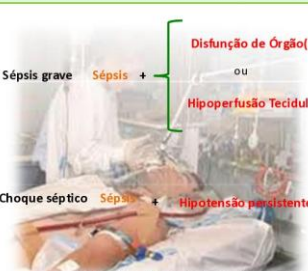 Disfunção de Órgão(
Sépsis grave Sépsis +
ou
Hipoperfusão Tecidul
Choque séptico Sépsis + Hipotensão persistente